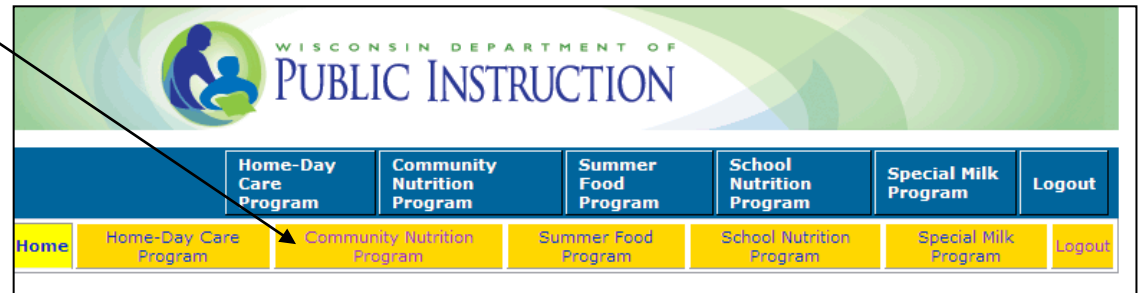 WISCONSIN DEPARTMENT OF
PUBLIC INSTRUCTION
Home-Day
Care
Program
Community
Nutrition
Program
Summer
Food
Program
School
Nutrition
Program
Special Milk
Program
Logout
Home
Home-Day Care
Program
Community Nutrition
Program
Summer Food
Program
School Nutrition
Program
Special Milk
Program
Logout